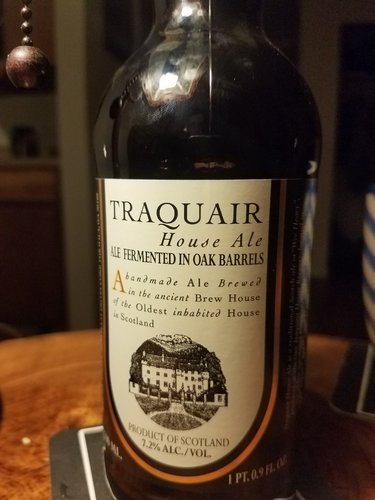 TRAQUAIR
House Ale
ALE FERMENTED IN OAK BARRELS
A handmade Ale Brewed
in the ancient Brew House
of the Oldest inhabited House
in Scotland
PRODUCT OF SCOTLAND
7.2% ALC./VOL.
ML.
1 PT. 0.9 FL. OZ.